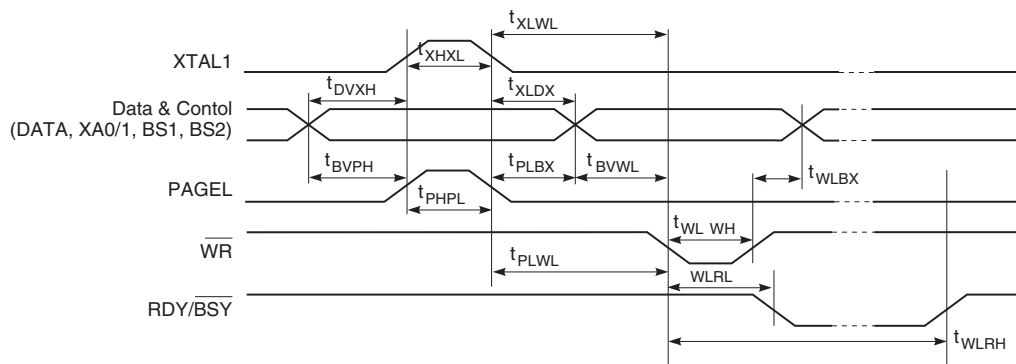 tXLWL
XTAL1
tXHXL
tDVXH
tXLDX
Data & Contol
(DATA, XA0/1, BS1, BS2)
tBVPH
tPLBX
tBVWL
tWLBX
PAGEL
tPHPL
tWL WH
WR
tPLWL
WLRL
RDY/BSY
tWLRH